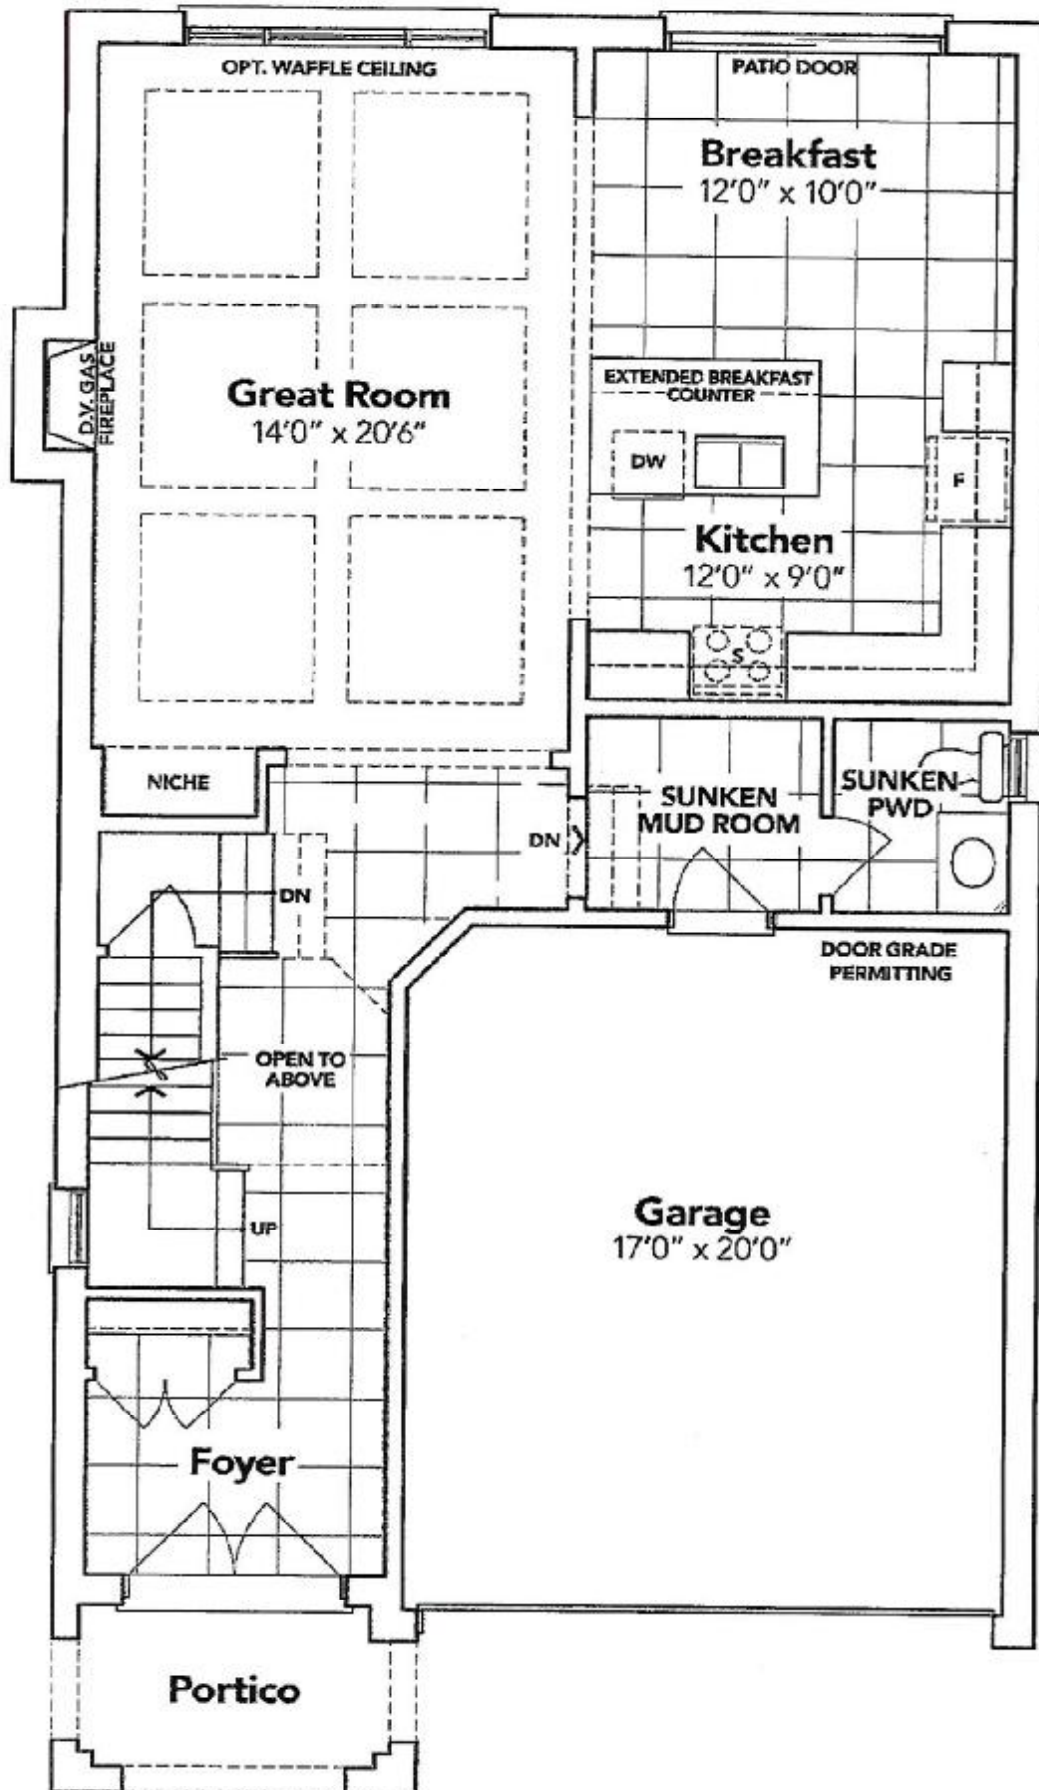 OPT. WAFFLE CEILING
PATIO DOOR
Breakfast
12'0" x 10'0"
D.V. GAS
FIREPLACE
Great Room
14'0" x 20'6"
EXTENDED BREAKFAST
COUNTER
DW
F
Kitchen
12'0" x 9'0"
S
NICHE
SUNKEN
MUD ROOM
SUNKEN
PWD
DN
DN
DOOR GRADE
PERMITTING
OPEN TO
ABOVE
UP
Garage
17'0" x 20'0"
Foyer
Portico